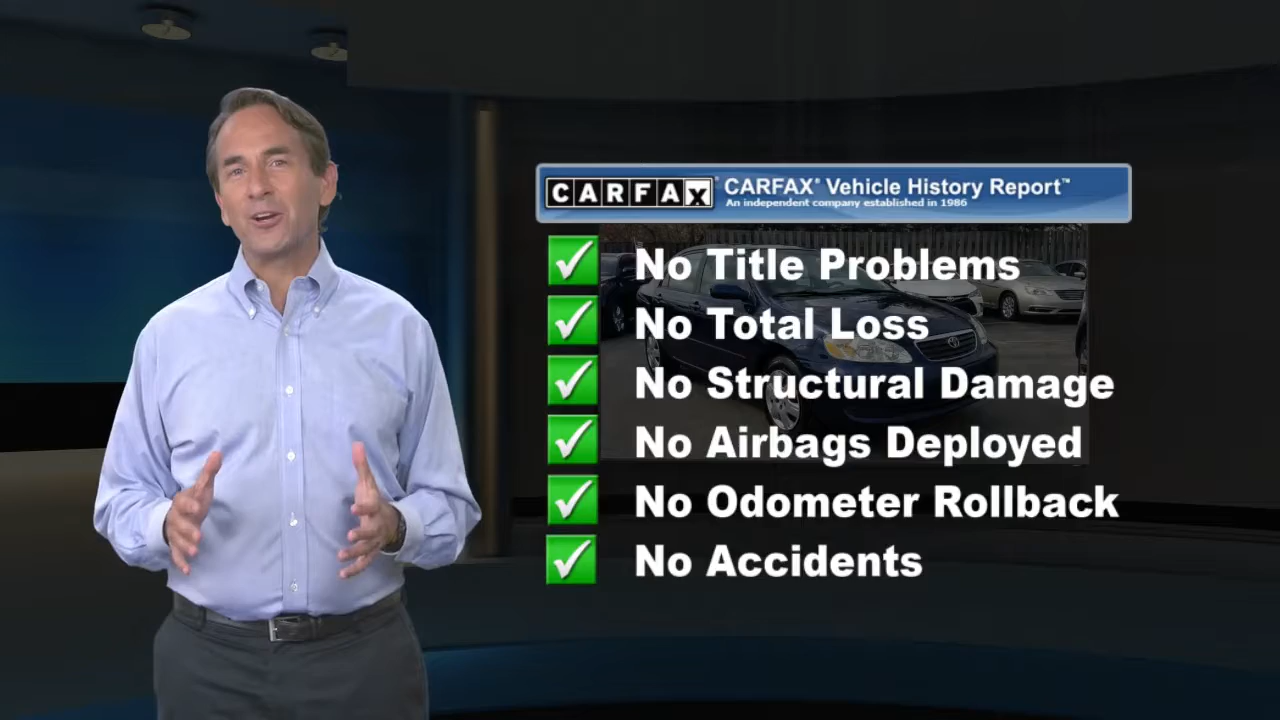 CARFAX
CARFAX® Vehicle History Report™
An independent company established in 1986
No Title Problems
No Total Loss
No Structural Damage
No Airbags Deployed
No Odometer Rollback
No Accidents